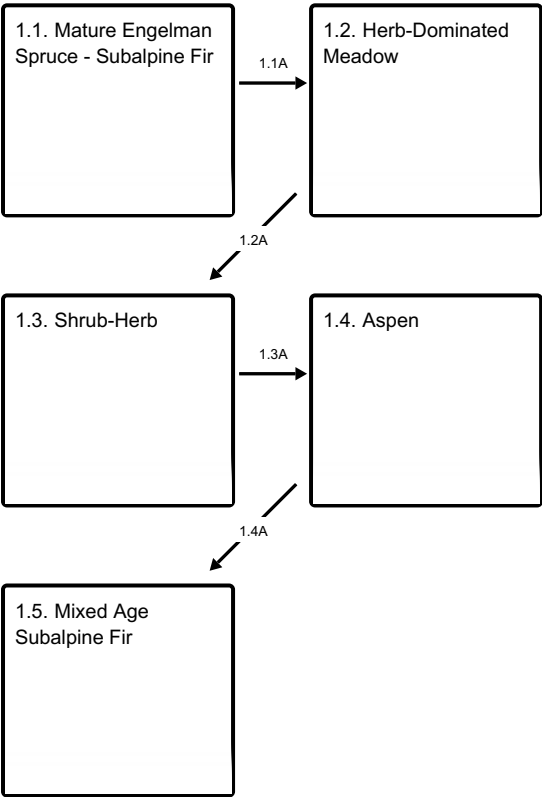 1.1. Mature Engelman
Spruce - Subalpine Fir
1.1A
1.2. Herb-Dominated
Meadow
1.2A
1.3. Shrub-Herb
1.3A
1.4. Aspen
1.4A
1.5. Mixed Age
Subalpine Fir